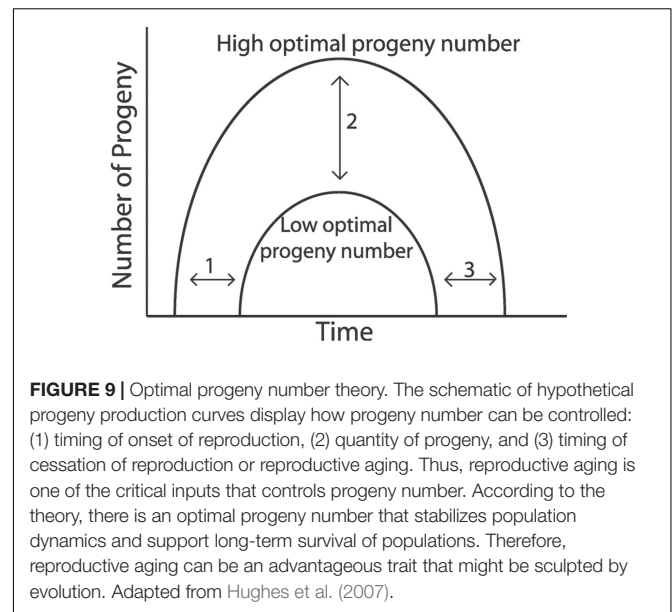 High optimal progeny number
Number of Progeny
2
Low optimal
progeny number
1
3
Time
FIGURE 9 | Optimal progeny number theory. The schematic of hypothetical
progeny production curves display how progeny number can be controlled:
(1) timing of onset of reproduction, (2) quantity of progeny, and (3) timing of
cessation of reproduction or reproductive aging. Thus, reproductive aging is
one of the critical inputs that controls progeny number. According to the
theory, there is an optimal progeny number that stabilizes population
dynamics and support long-term survival of populations. Therefore,
reproductive aging can be an advantageous trait that might be sculpted by
evolution. Adapted from Hughes et al. (2007).